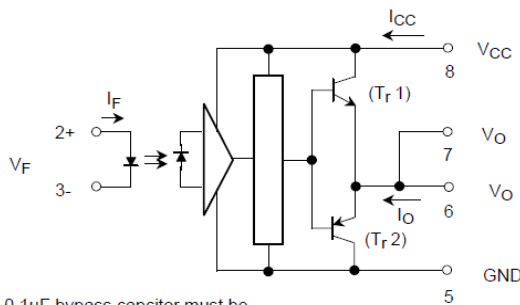 ICC
VCC
8
(Tr 1)
IF
2+
VO
7
VF
VO
3-
IO
6
(Tr 2)
GND
5
0.1uF bypass capcitor must be